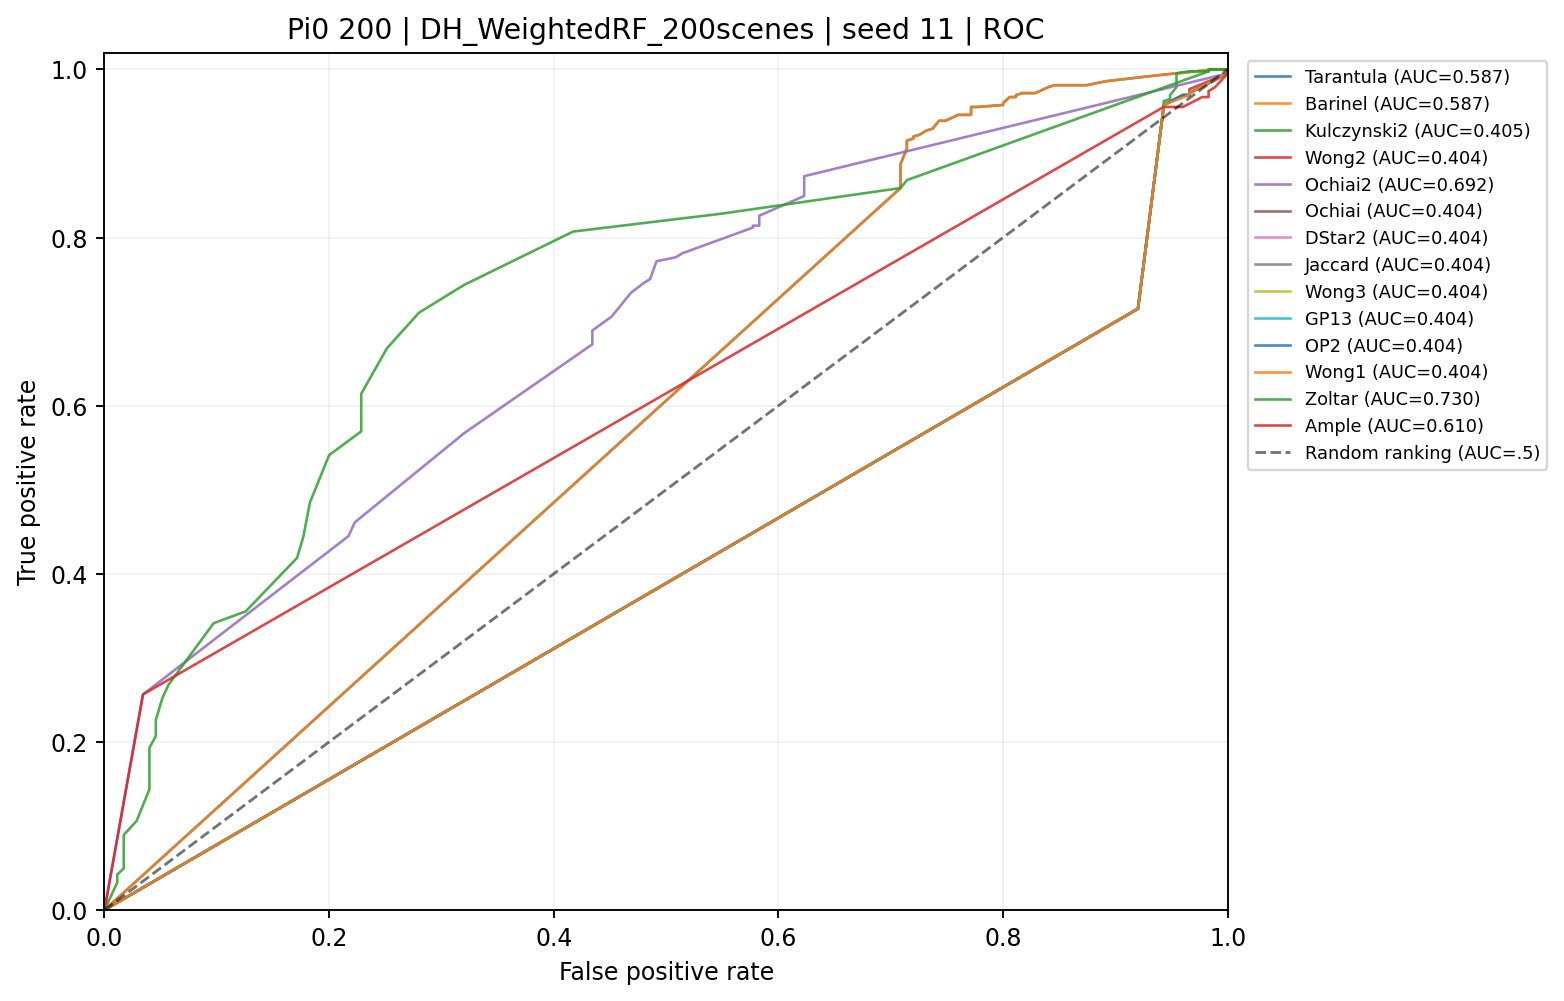 Pi0 200 | DH_WeightedRF_200scenes | seed 11 | ROC
True positive rate
1.0
0.8
0.6
0.4
0.2
0.0
0.0 0.2 0.4 0.6 0.8 1.0
False positive rate
Tarantula (AUC=0.587)
Barinel (AUC=0.587)
Kulczynski2 (AUC=0.405)
Wong2 (AUC=0.404)
Ochiai2 (AUC=0.692)
Ochiai (AUC=0.404)
DStar2 (AUC=0.404)
Jaccard (AUC=0.404)
Wong3 (AUC=0.404)
GP13 (AUC=0.404)
OP2 (AUC=0.404)
Wong1 (AUC=0.404)
Zoltar (AUC=0.730)
Ample (AUC=0.610)
Random ranking (AUC=.5)